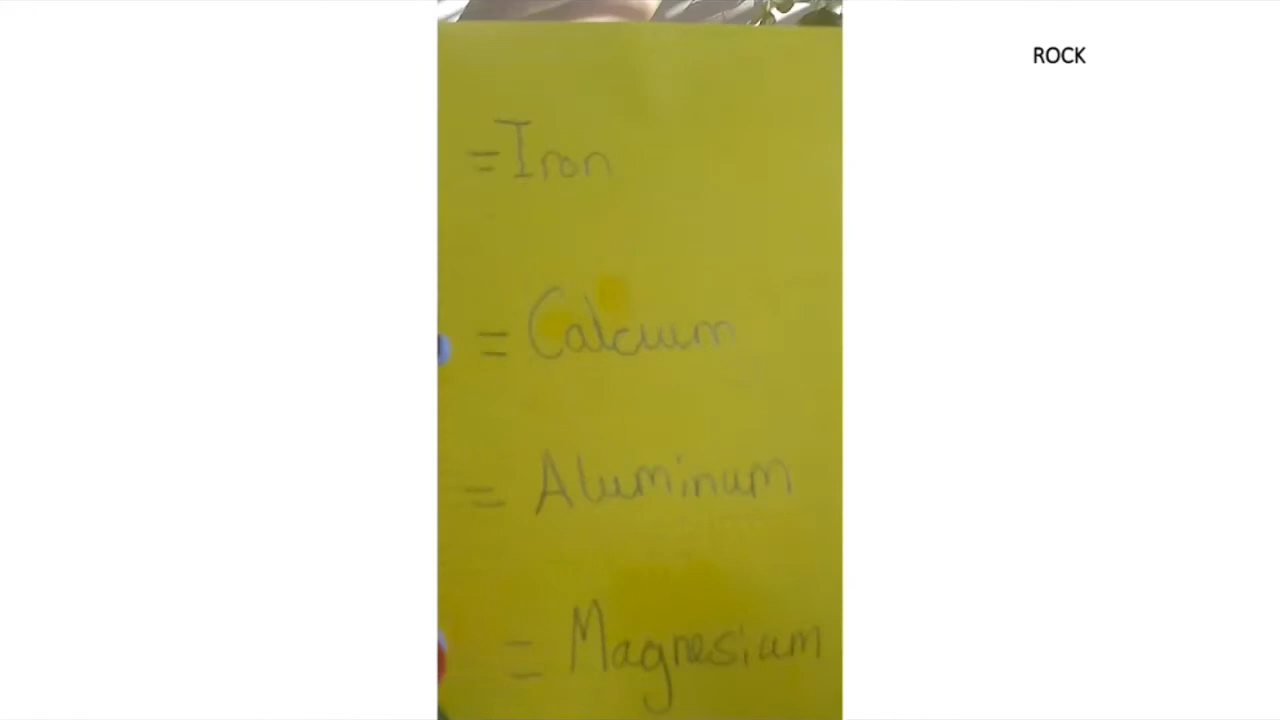 ROCK
= Iron
= Calcium
= Aluminum
= Magnesium